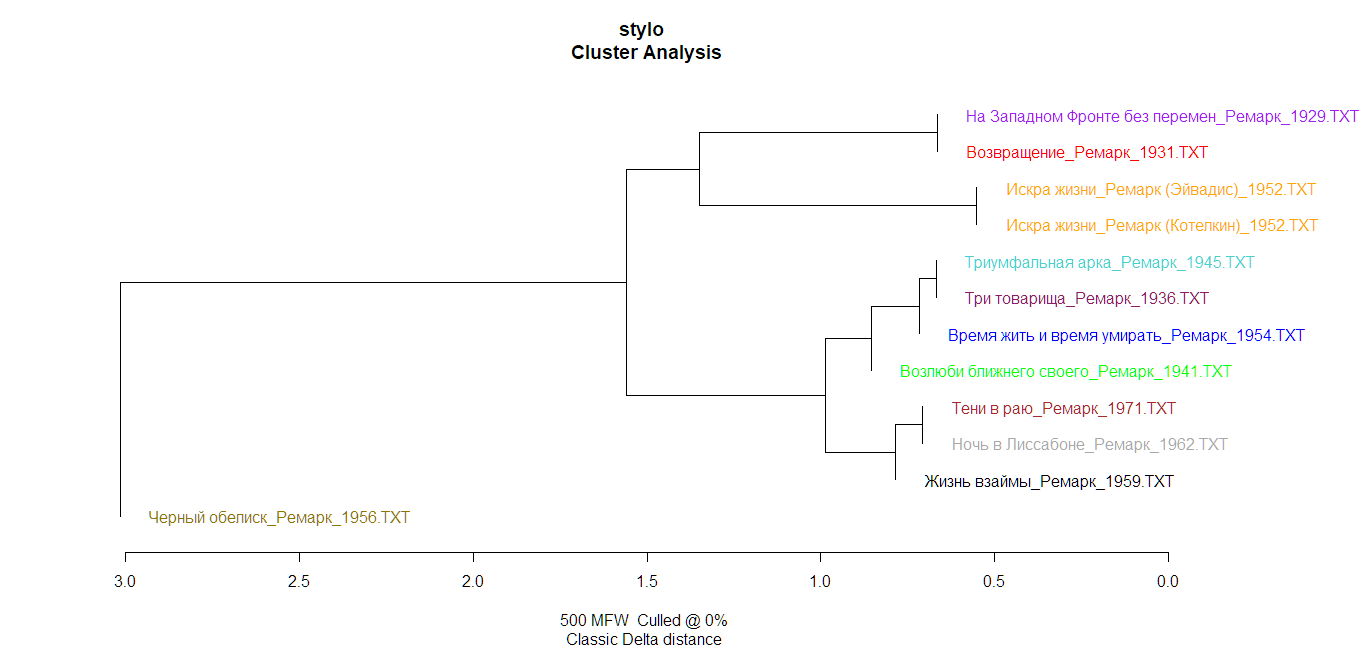 stylo
Cluster Analysis
На Западном Фронте без перемен_Ремарк_1929.TXT
Возвращение_Ремарк_1931.TXT
Искра жизни_Ремарк (Эйвадис)_1952.TXT
Искра жизни_Ремарк (Котелкин)_1952.TXT
Триумфальная арка_Ремарк_1945.TXT
Три товарища_Ремарк_1936.TXT
Время жить и время умирать_Ремарк_1954.TXT
Возлюби ближнего своего_Ремарк_1941.TXT
Тени в раю_Ремарк_1971.TXT
Ночь в Лиссабоне_Ремарк_1962.TXT
Жизнь взаймы_Ремарк_1959.TXT
Черный обелиск_Ремарк_1956.TXT
3.0 2.5 2.0 1.5 1.0 0.5 0.0
500 MFW Culled @ 0%
Classic Delta distance